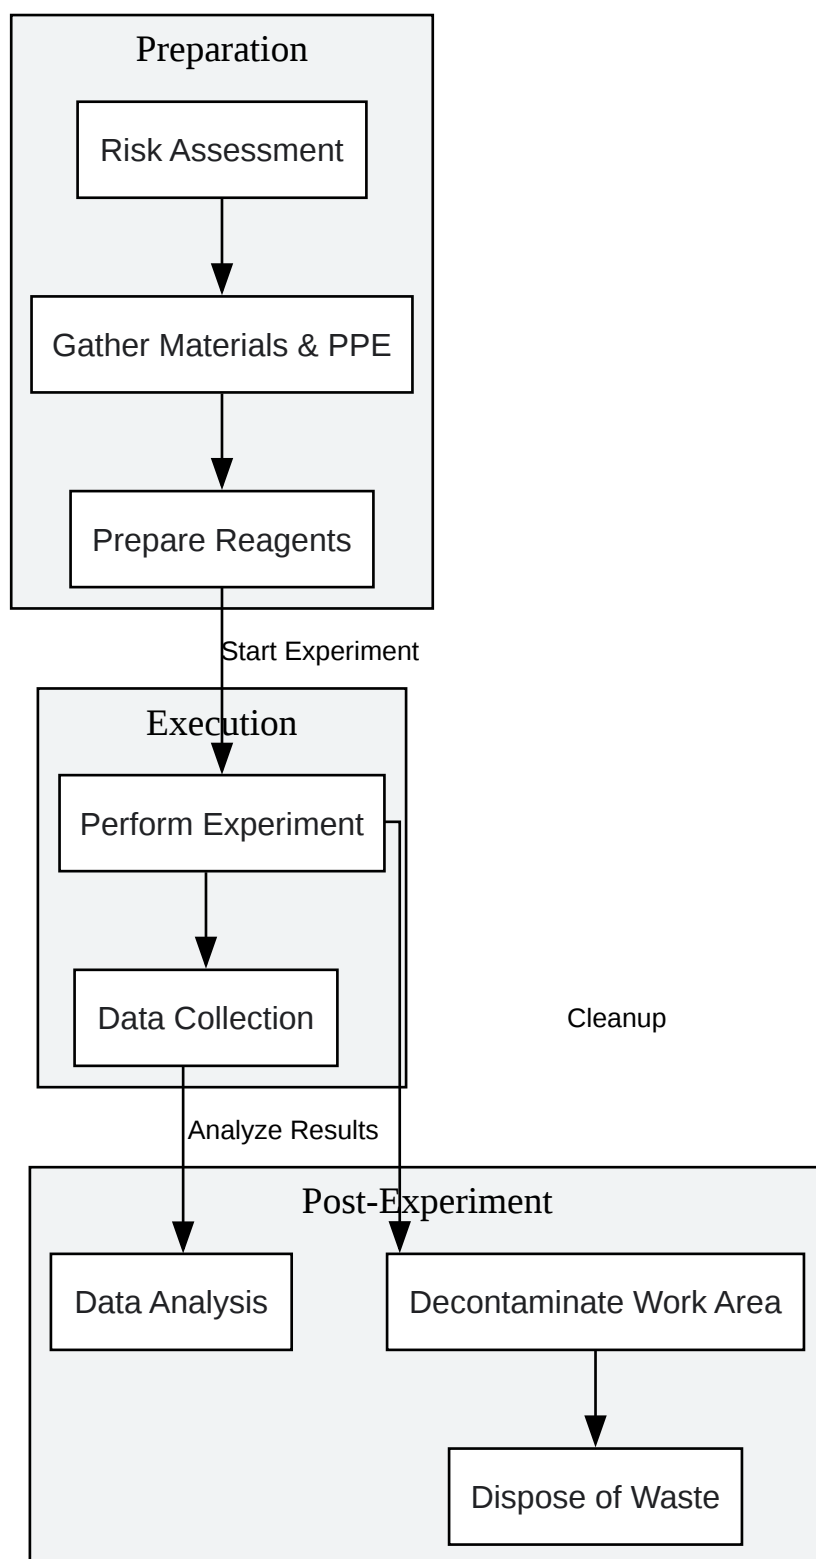 Preparation
Risk Assessment
Gather Materials & PPE
Prepare Reagents
Start Experiment
Execution
Perform Experiment
Data Collection
Cleanup
Analyze Results
Post-Experiment
Data Analysis
Decontaminate Work Area
Dispose of Waste